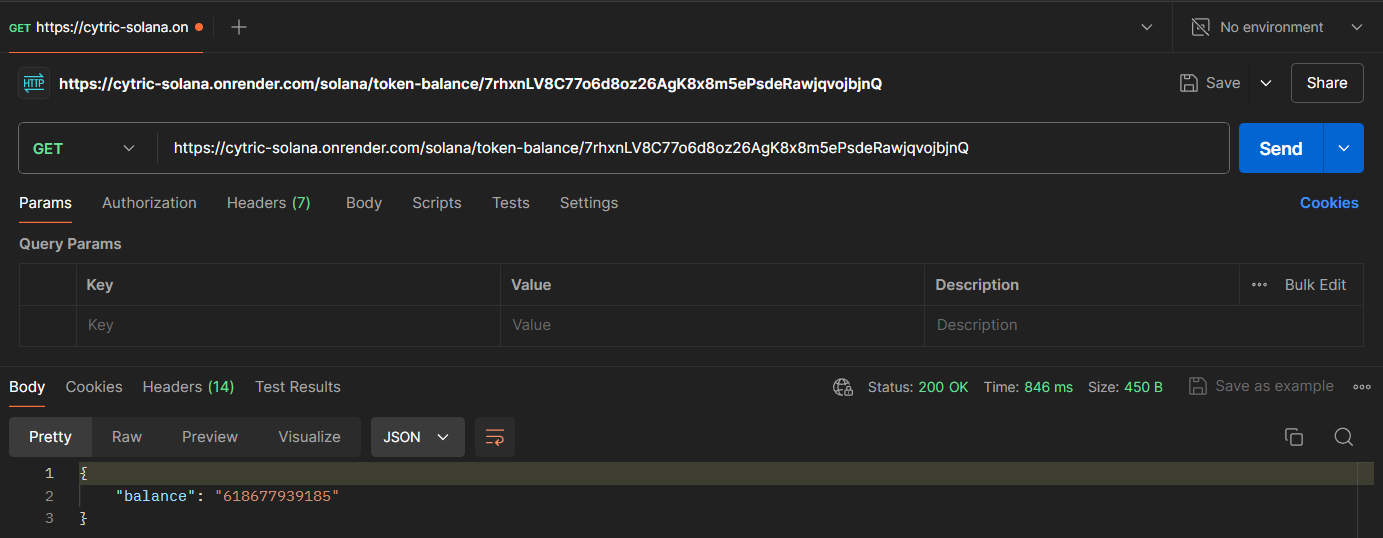 GET https://cytric-solana.on
No environment
HTTP https://cytric-solana.onrender.com/solana/token-balance/7rhxnLV8C77o6d8oz26AgK8x8m5ePsdeRawjqvojbjnQ Save Share
GET https://cytric-solana.onrender.com/solana/token-balance/7rhxnLV8C77o6d8oz26AgK8x8m5ePsdeRawjqvojbjnQ Send
Params Authorization Headers (7) Body Scripts Tests Settings Cookies
Query Params
Key Value Description Bulk Edit
Key Value Description
Body Cookies Headers (14) Test Results Status: 200 OK Time: 846 ms Size: 450 B Save as example
Pretty Raw Preview Visualize JSON
1 {
2 "balance": "618677939185"
3 }